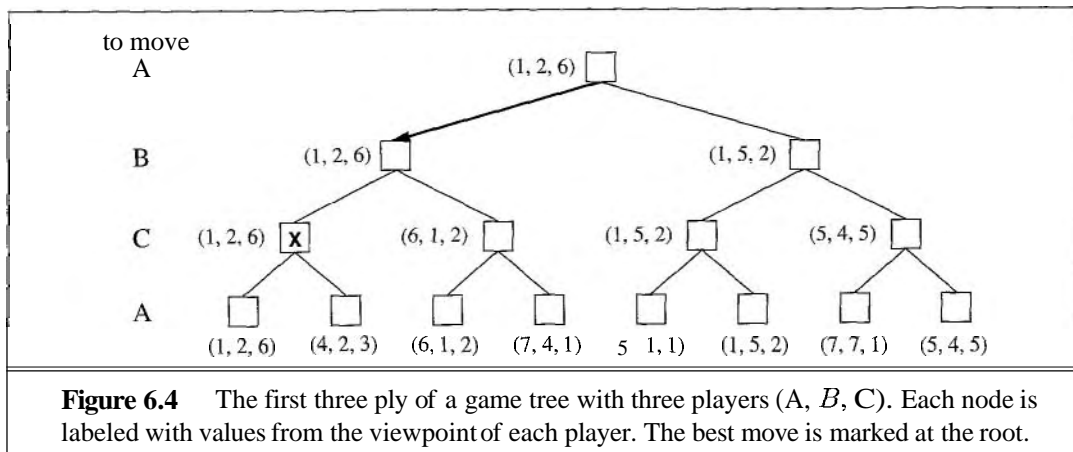 to move
A (1, 2, 6)
B (1, 2, 6) (1, 5, 2)
C (1, 2, 6) X (6, 1, 2) (1, 5, 2) (5, 4, 5)
A
(1, 2, 6) (4, 2, 3) (6, 1, 2) (7, 4, 1) 5 1, 1) (1, 5, 2) (7, 7, 1) (5, 4, 5)
Figure 6.4 The first three ply of a game tree with three players (A, B, C). Each node is
labeled with values from the viewpoint of each player. The best move is marked at the root.